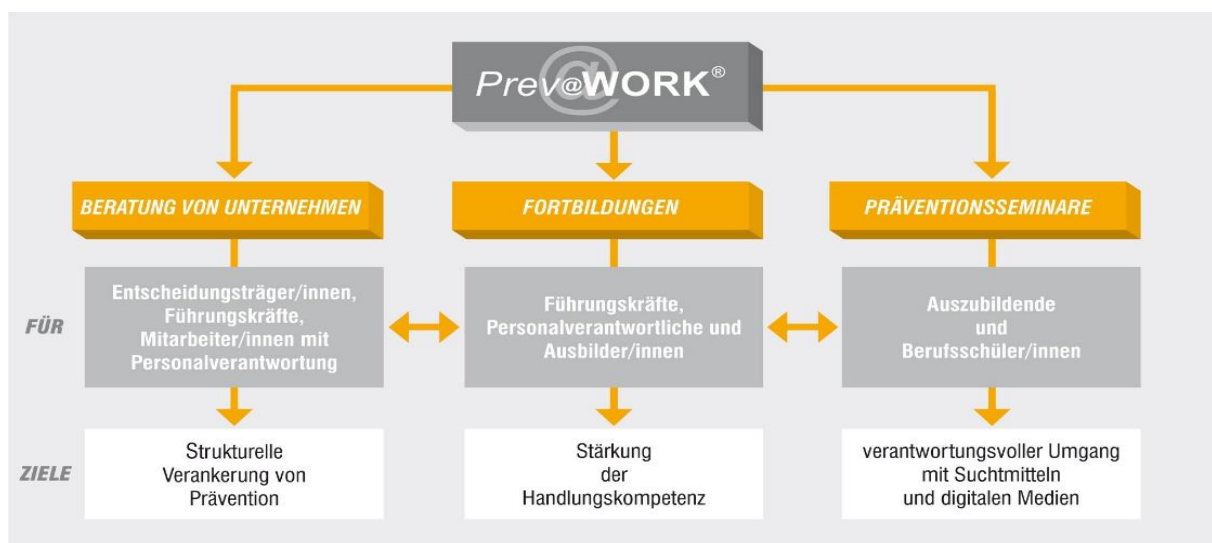 Prev@WORK®
BERATUNG VON UNTERNEHMEN
FORTBILDUNGEN
PRÄVENTIONSSEMINARE
FÜR
Entscheidungsträger/innen,
Führungskräfte,
Mitarbeiter/innen mit
Personalverantwortung
Führungskräfte,
Personalverantwortliche und
Ausbilder/innen
Auszubildende
und
Berufsschüler/innen
ZIELE
Strukturelle
Verankerung von
Prävention
Stärkung
der
Handlungskompetenz
verantwortungsvoller Umgang
mit Suchtmitteln
und digitalen Medien